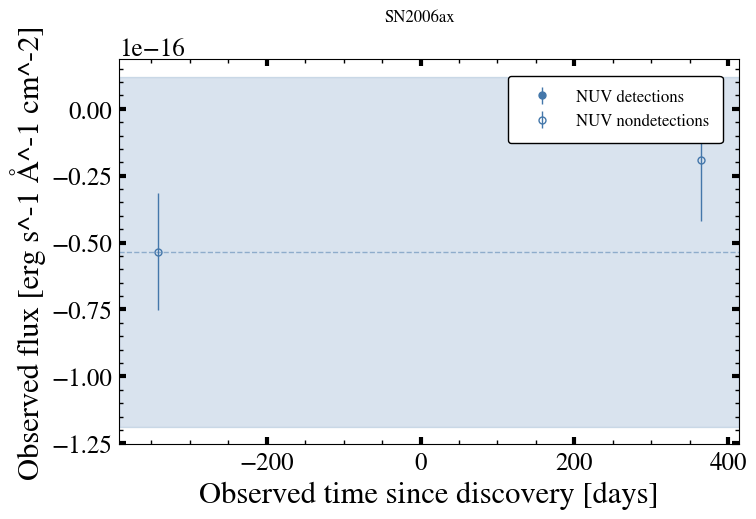 SN2006ax
1e−16
Observed flux [erg s^-1 Å^-1 cm^-2]
0.00
−0.25
−0.50
−0.75
−1.00
−1.25
NUV detections
NUV nondetections
−200
0
200
400
Observed time since discovery [days]